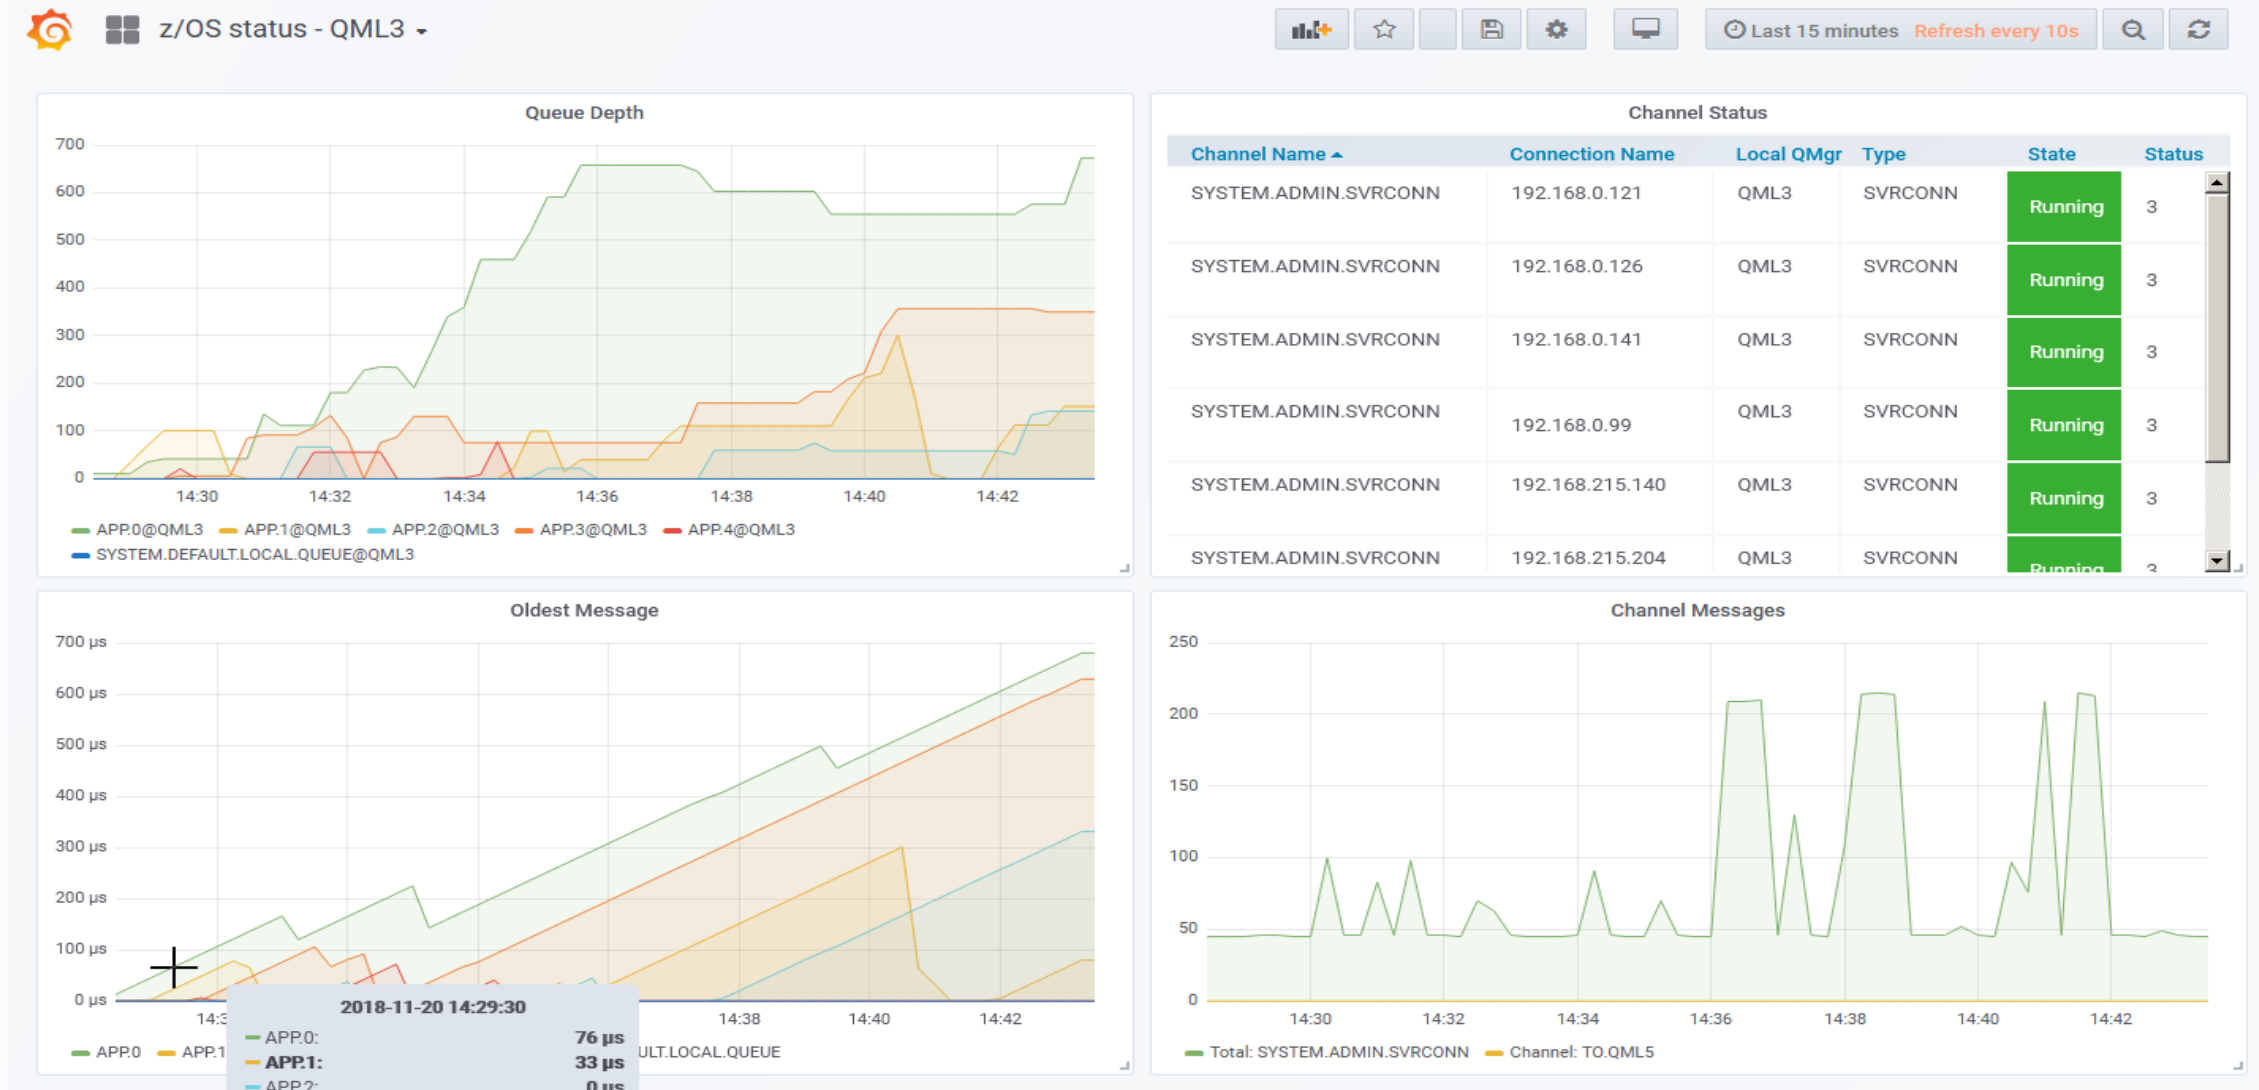 z/OS status - QML3
Last 15 minutes Refresh every 10s
Queue Depth
700
600
500
400
300
200
100
0
14:30 14:32 14:34 14:36 14:38 14:40 14:42
APP.0@QML3 APP.1@QML3 APP.2@QML3 APP.3@QML3 APP.4@QML3
SYSTEM.DEFAULT.LOCAL.QUEUE@QML3
Channel Status
Channel Name Connection Name Local QMgr Type State Status
SYSTEM.ADMIN.SVRCONN 192.168.0.121 QML3 SVRCONN Running 3
SYSTEM.ADMIN.SVRCONN 192.168.0.126 QML3 SVRCONN Running 3
SYSTEM.ADMIN.SVRCONN 192.168.0.141 QML3 SVRCONN Running 3
SYSTEM.ADMIN.SVRCONN 192.168.0.99 QML3 SVRCONN Running 3
SYSTEM.ADMIN.SVRCONN 192.168.215.140 QML3 SVRCONN Running 3
SYSTEM.ADMIN.SVRCONN 192.168.215.204 QML3 SVRCONN Running 3
Oldest Message
700 µs
600 µs
500 µs
400 µs
300 µs
200 µs
100 µs
0 µs
14:3 14:38 14:40 14:42
APP.0 APP.1 ULT.LOCAL.QUEUE
2018-11-20 14:29:30
APP.0: 76 µs
APP.1: 33 µs
APP.2: 0 µs
Channel Messages
250
200
150
100
50
0
14:30 14:32 14:34 14:36 14:38 14:40 14:42
Total: SYSTEM.ADMIN.SVRCONN Channel: TO.QML5